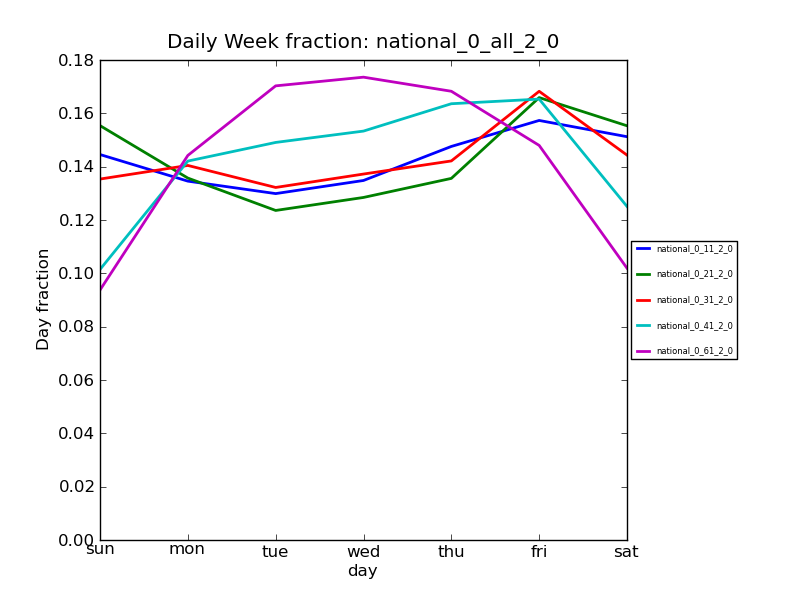 Daily Week fraction: national_0_all_2_0
0.18
0.16
0.14
0.12
0.10
0.08
0.06
0.04
0.02
0.00
Day fraction
sun mon tue wed thu fri sat
day
national_0_11_2_0
national_0_21_2_0
national_0_31_2_0
national_0_41_2_0
national_0_61_2_0